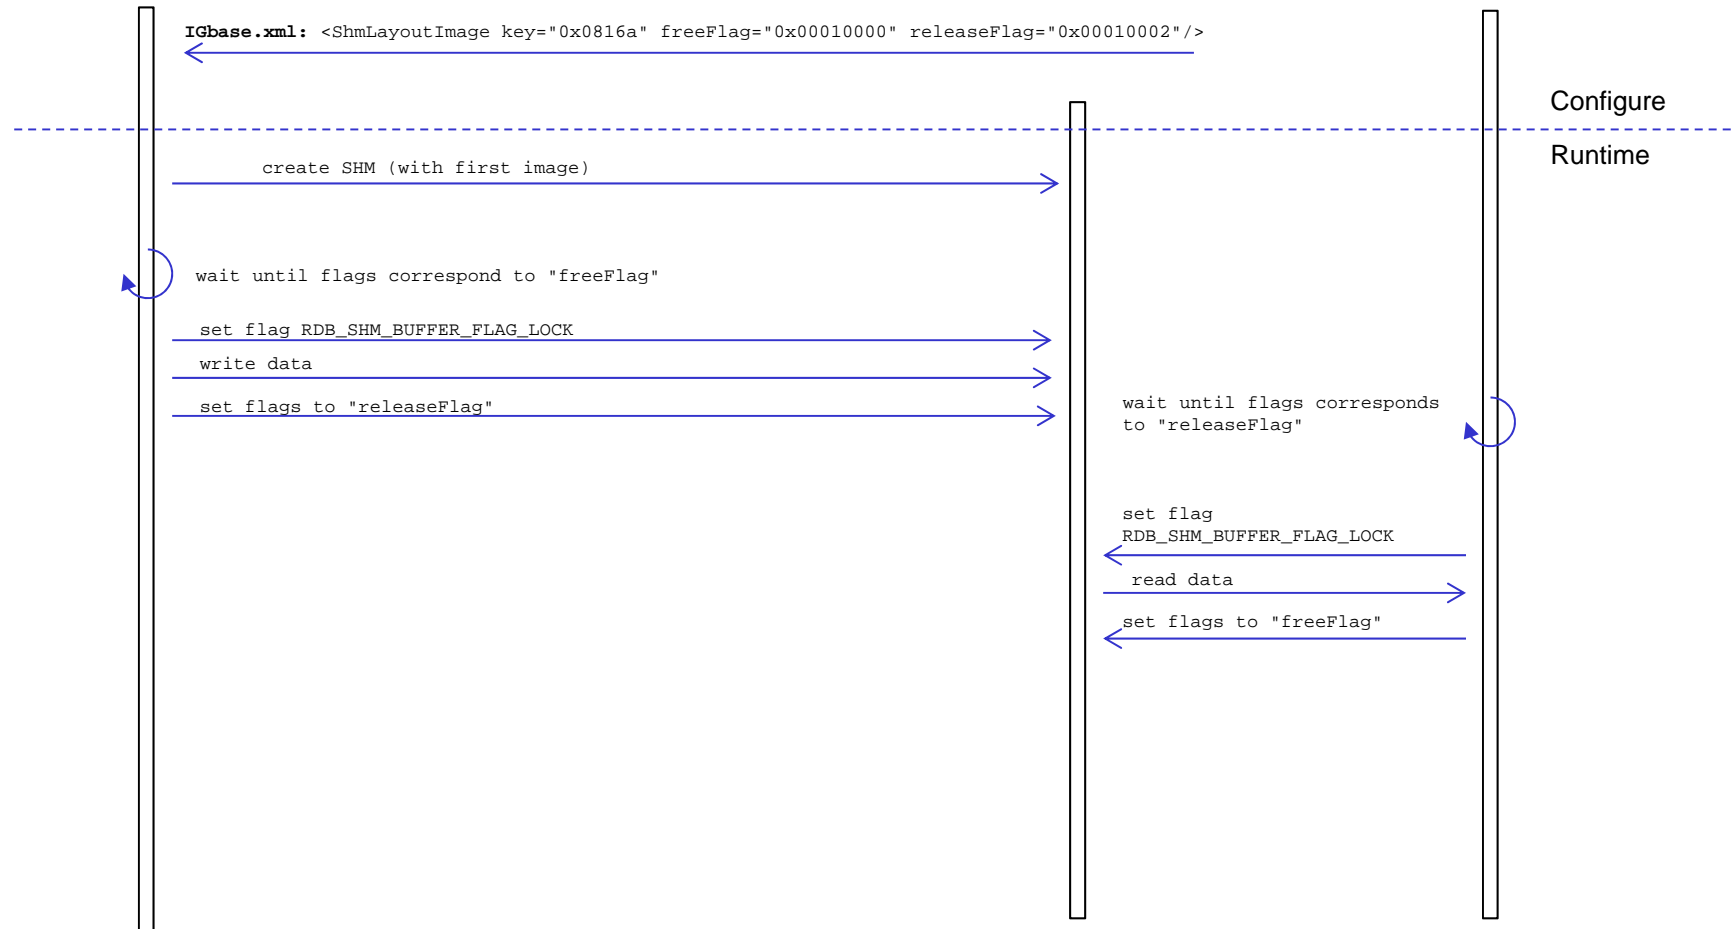 IGbase.xml: <ShmLayoutImage key="0x0816a" freeFlag="0x00010000" releaseFlag="0x00010002"/>
Configure
Runtime
create SHM (with first image)
wait until flags correspond to "freeFlag"
set flag RDB_SHM_BUFFER_FLAG_LOCK
write data
set flags to "releaseFlag"
wait until flags corresponds
to "releaseFlag"
set flag
RDB_SHM_BUFFER_FLAG_LOCK
read data
set flags to "freeFlag"